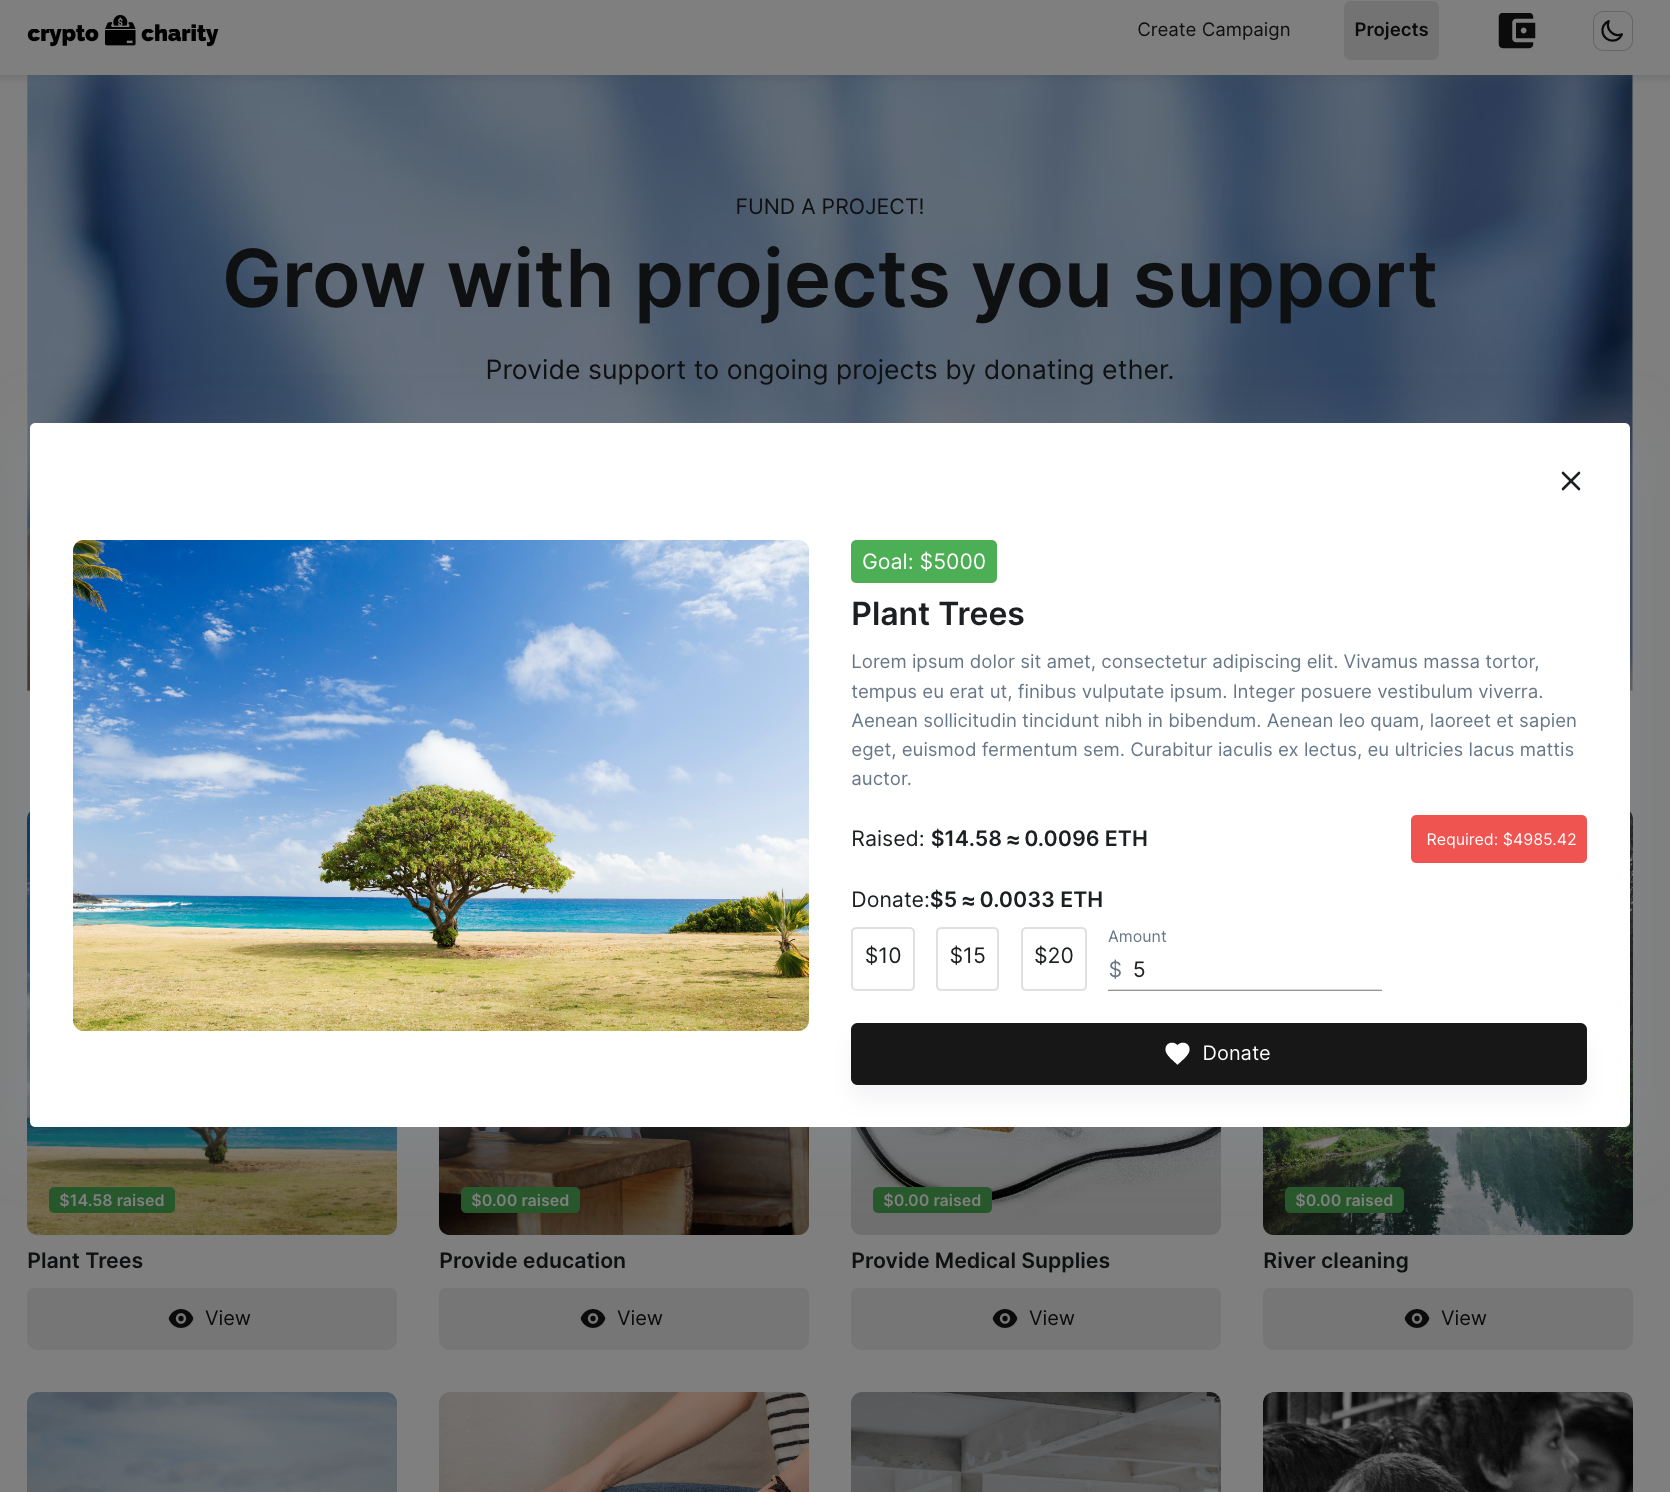 crypto charity
Create Campaign
Projects
FUND A PROJECT!
Grow with projects you support
Provide support to ongoing projects by donating ether.
Goal: $5000
Plant Trees
Lorem ipsum dolor sit amet, consectetur adipiscing elit. Vivamus massa tortor,
tempus eu erat ut, finibus vulputate ipsum. Integer posuere vestibulum viverra.
Aenean sollicitudin tincidunt nibh in bibendum. Aenean leo quam, laoreet et sapien
eget, euismod fermentum sem. Curabitur iaculis ex lectus, eu ultricies lacus mattis
auctor.
Raised: $14.58 ≈ 0.0096 ETH
Required: $4985.42
Donate:$5 ≈ 0.0033 ETH
$10
$15
$20
Amount
$ 5
Donate
$14.58 raised
$0.00 raised
$0.00 raised
$0.00 raised
Plant Trees
Provide education
Provide Medical Supplies
River cleaning
View
View
View
View